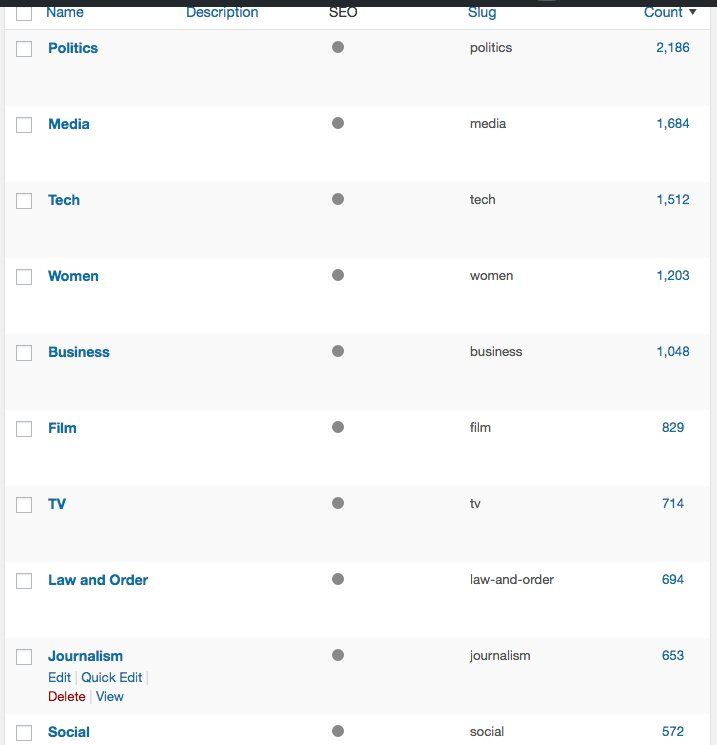 Name Description SEO Slug Count
Politics politics 2,186
Media media 1,684
Tech tech 1,512
Women women 1,203
Business business 1,048
Film film 829
TV tv 714
Law and Order law-and-order 694
Journalism journalism 653
Edit | Quick Edit |
Delete | View
Social social 572